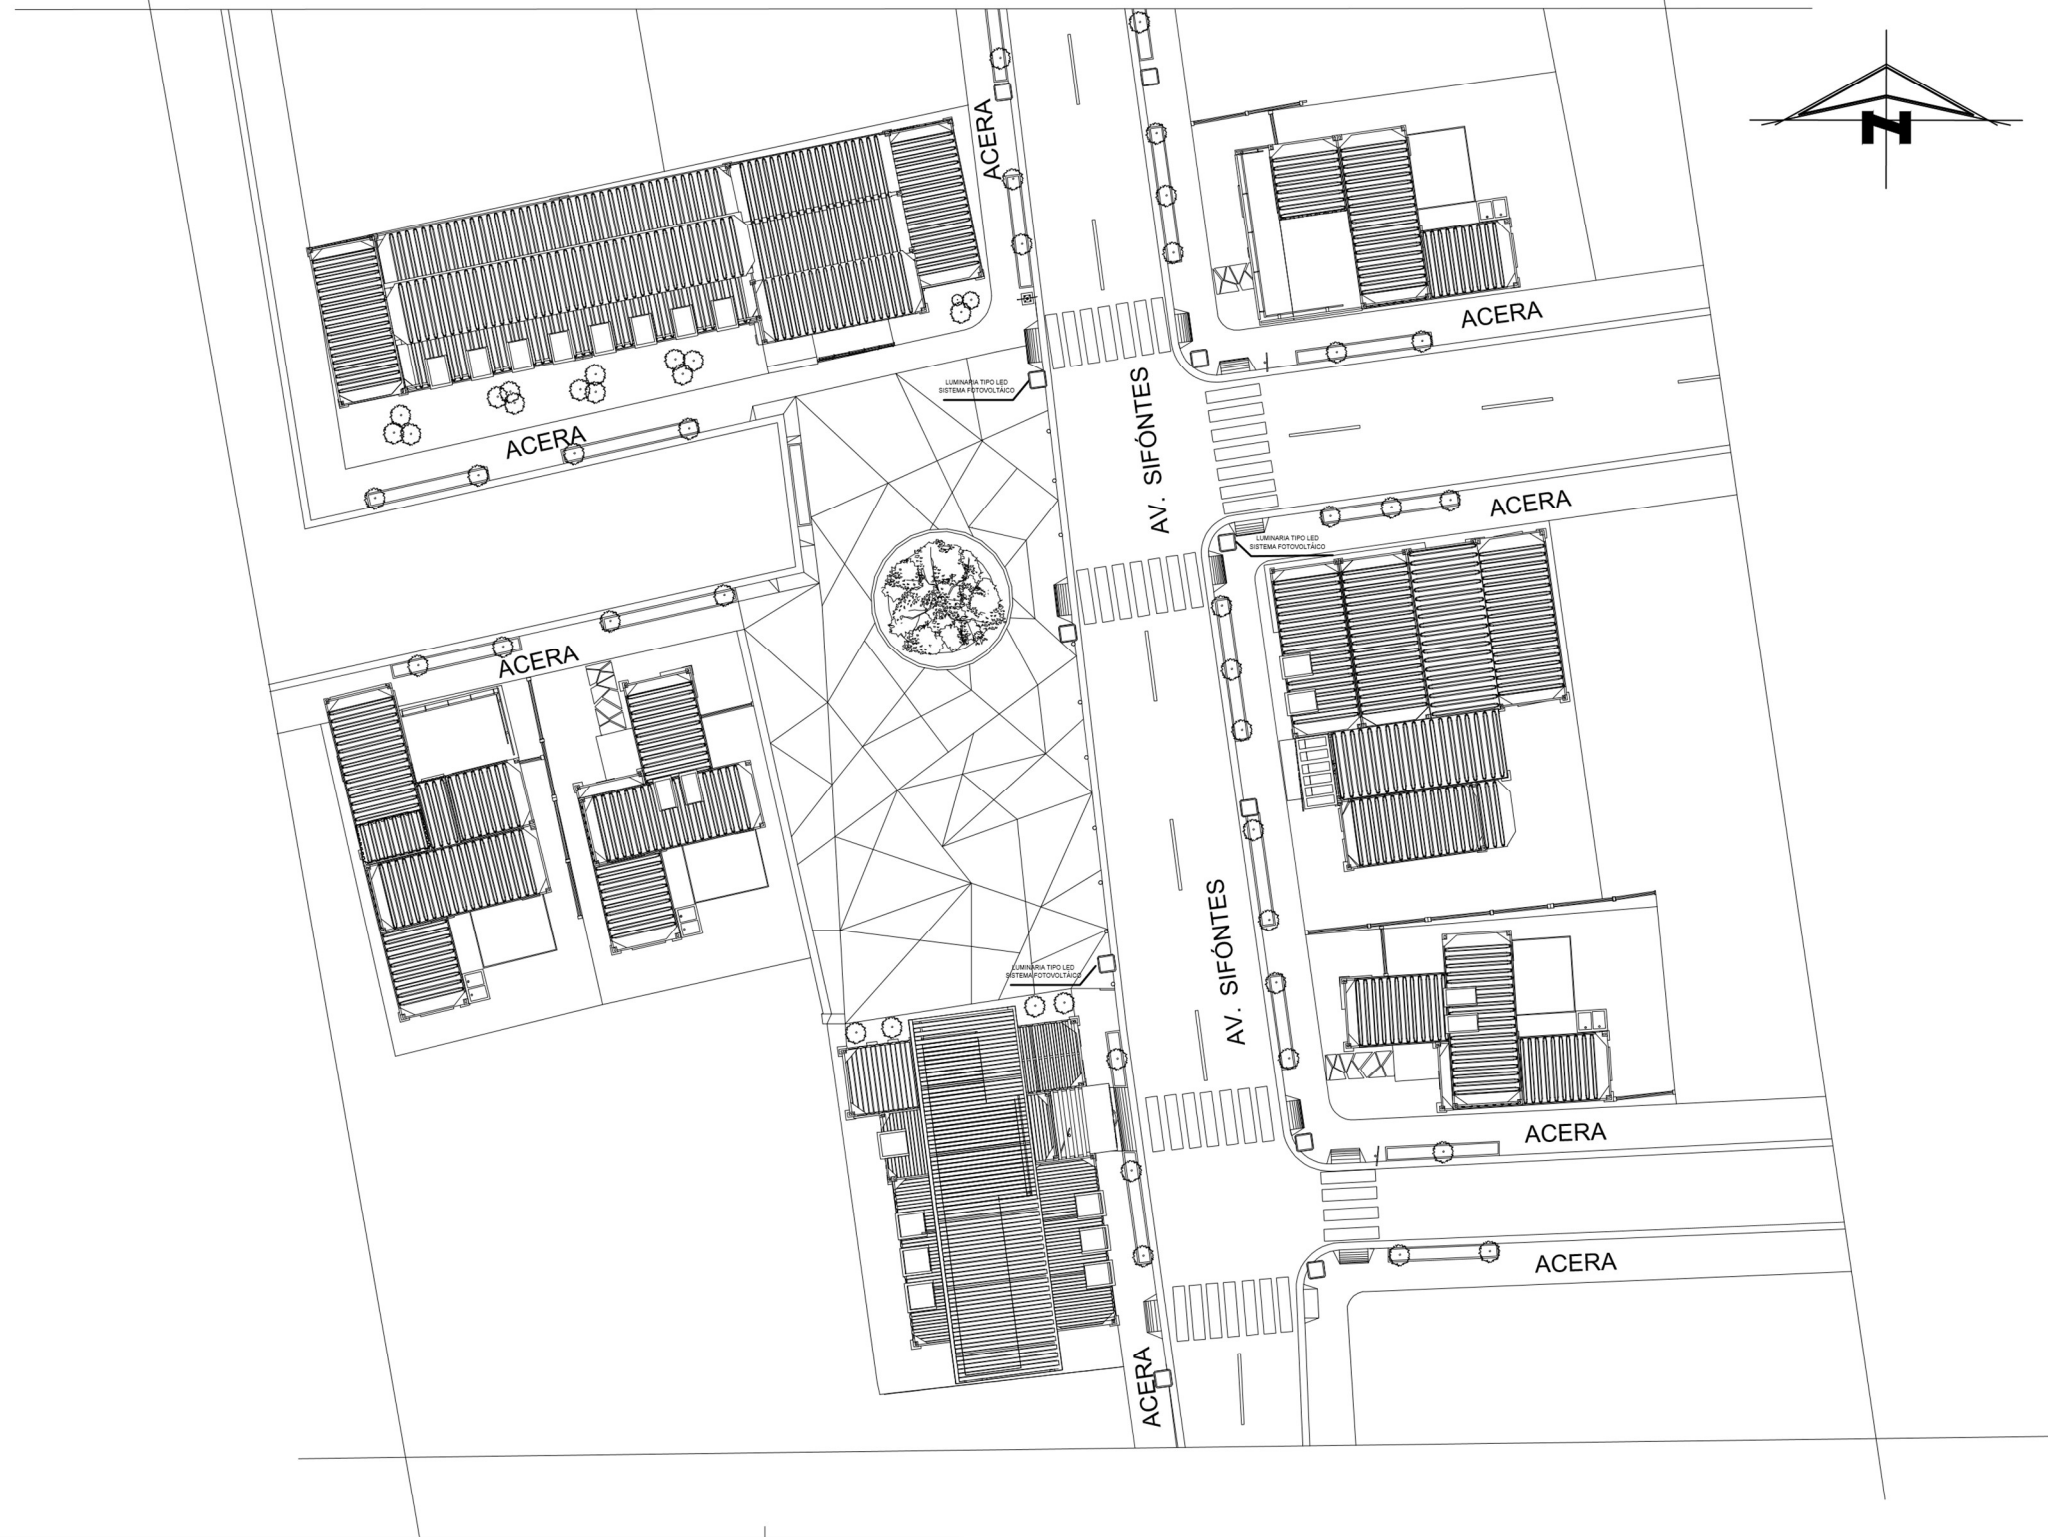 ACERA
N
ACERA
LUMINARIA TIPO LED
SISTEMA FOTOVOLTÁICO
AV. SIFÓNTES
ACERA
ACERA
LUMINARIA TIPO LED
SISTEMA FOTOVOLTÁICO
ACERA
AV. SIFÓNTES
LUMINARIA TIPO LED
SISTEMA FOTOVOLTÁICO
ACERA
ACERA
ACERA